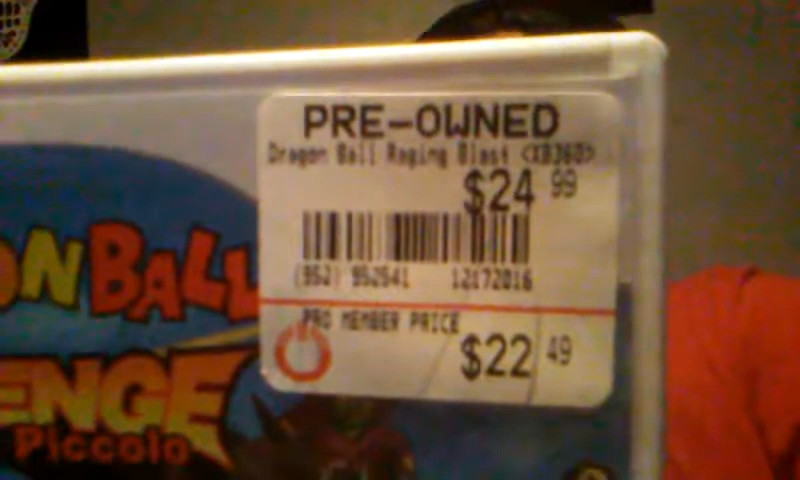 PRE-OWNED
Dragon Ball Raging Blast <XB360>
$24 99
(952) 952541 12172016
PRO MEMBER PRICE
$22 49
ON BALL
ENGE
Piccolo